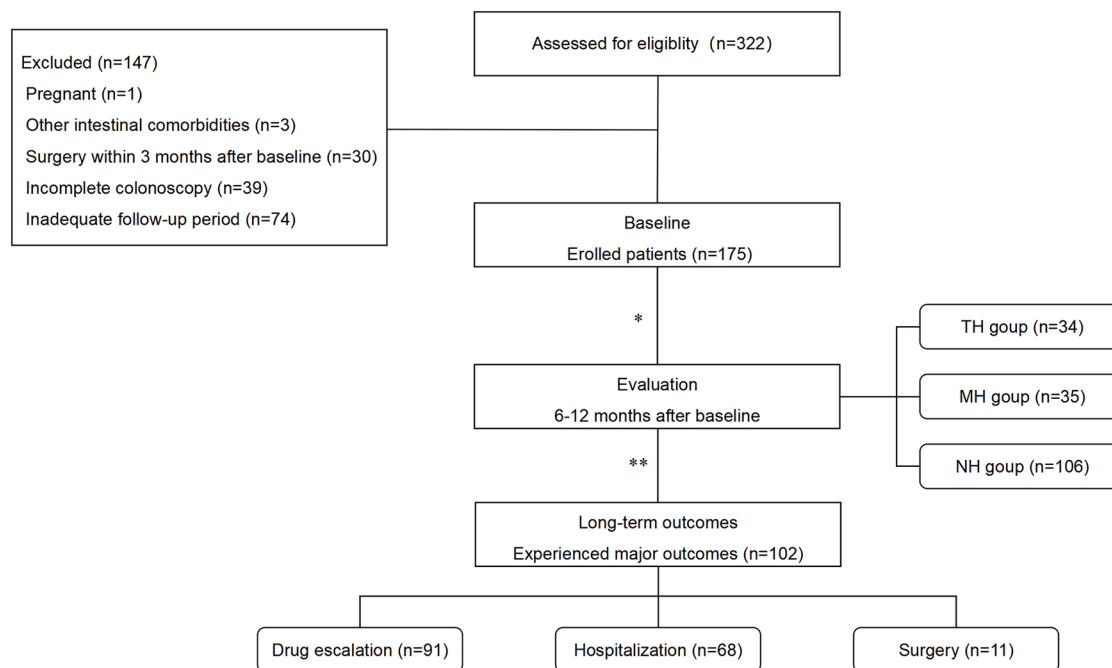 Assessed for eligiblity (n=322)
Excluded (n=147)
Pregnant (n=1)
Other intestinal comorbidities (n=3)
Surgery within 3 months after baseline (n=30)
Incomplete colonoscopy (n=39)
Inadequate follow-up period (n=74)
Baseline
Erolled patients (n=175)
*
Evaluation
6-12 months after baseline
TH goup (n=34)
MH goup (n=35)
NH goup (n=106)
**
Long-term outcomes
Experienced major outcomes (n=102)
Drug escalation (n=91)
Hospitalization (n=68)
Surgery (n=11)